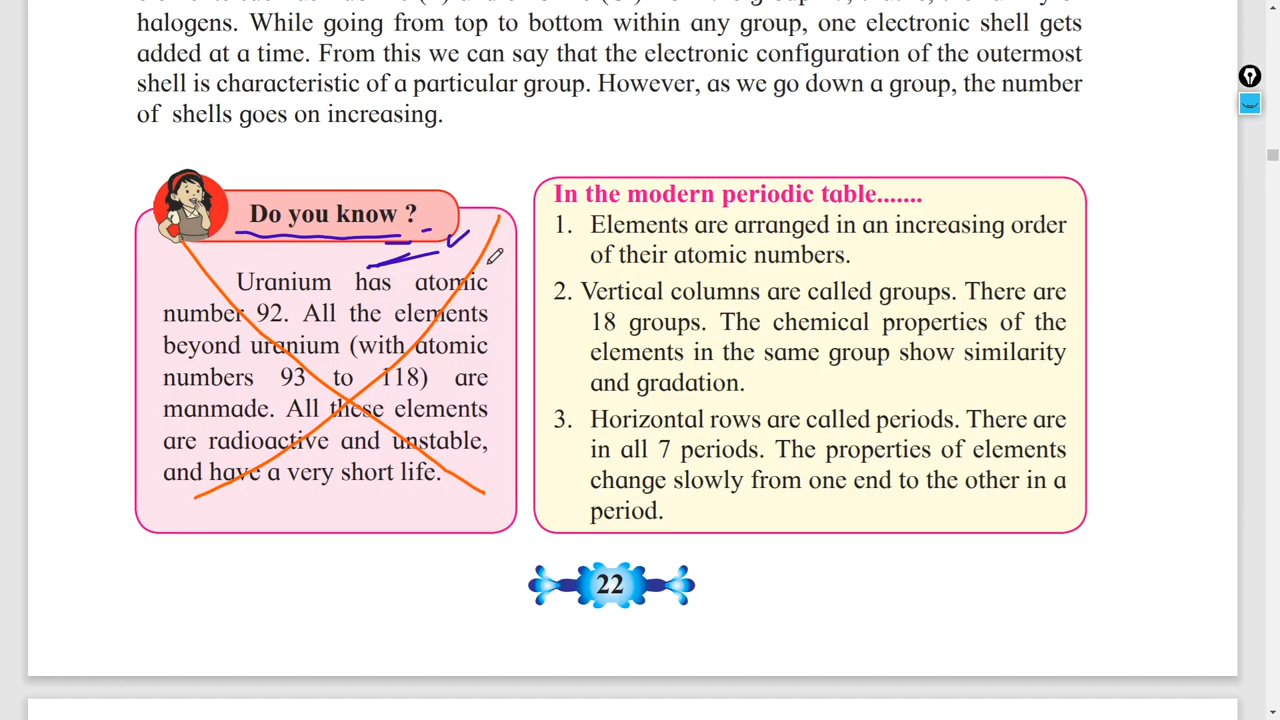 halogens. While going from top to bottom within any group, one electronic shell gets
added at a time. From this we can say that the electronic configuration of the outermost
shell is characteristic of a particular group. However, as we go down a group, the number
of shells goes on increasing.
Do you know ?
Uranium has atomic
number 92. All the elements
beyond uranium (with atomic
numbers 93 to 118) are
manmade. All these elements
are radioactive and unstable,
and have a very short life.
In the modern periodic table.......
1. Elements are arranged in an increasing order
of their atomic numbers.
2. Vertical columns are called groups. There are
18 groups. The chemical properties of the
elements in the same group show similarity
and gradation.
3. Horizontal rows are called periods. There are
in all 7 periods. The properties of elements
change slowly from one end to the other in a
period.
22